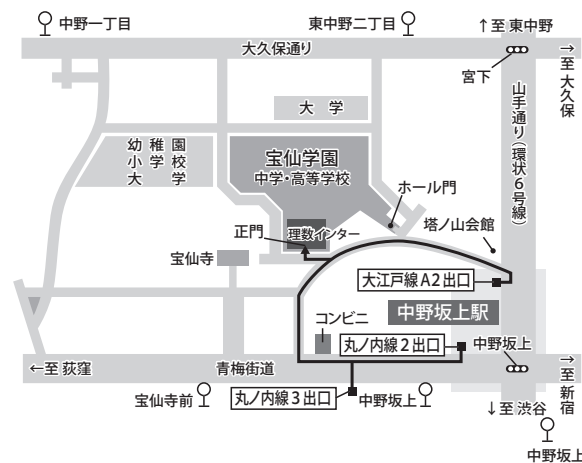 中野一丁目
東中野二丁目
↑至 東中野
大久保通り
→至 大久保
宮下
山手通り(環状6号線)
大学
幼稚園
小学校
大学
宝仙学園
中学・高等学校
ホール門
塔ノ山会館
正門
理数インター
宝仙寺
大江戸線A2出口
中野坂上駅
コンビニ
丸ノ内線2出口
中野坂上
←至 荻窪
青梅街道
→至 新宿
宝仙寺前
丸ノ内線3出口
中野坂上
↓至 渋谷
中野坂上